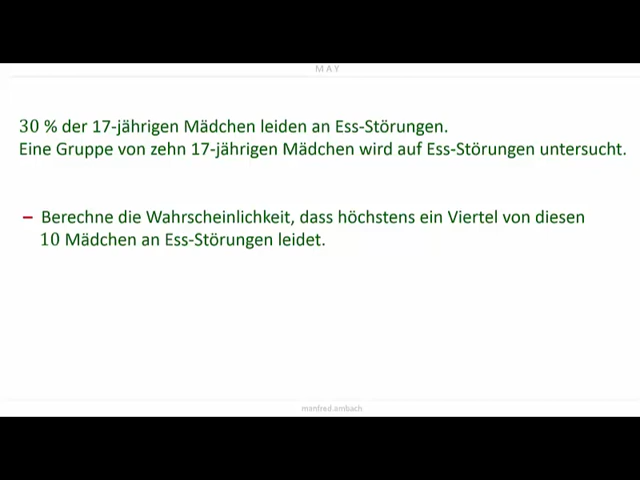 MAY
30 % der 17-jährigen Mädchen leiden an Ess-Störungen.
Eine Gruppe von zehn 17-jährigen Mädchen wird auf Ess-Störungen untersucht.
– Berechne die Wahrscheinlichkeit, dass höchstens ein Viertel von diesen
10 Mädchen an Ess-Störungen leidet.
manfred.ambach